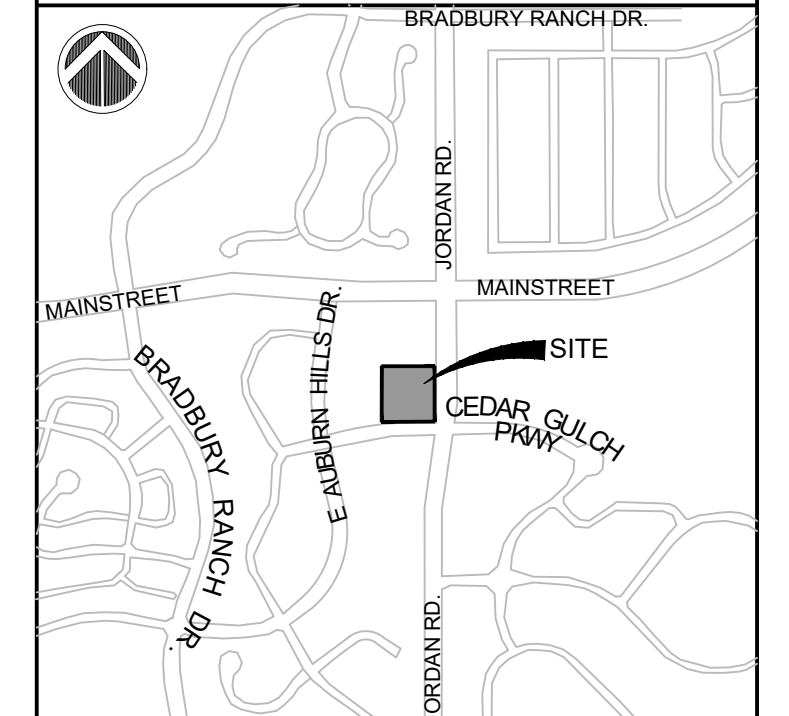 BRADBURY RANCH DR.
JORDAN RD.
MAINSTREET
MAINSTREET
E AUBURN HILLS DR.
SITE
BRADBURY RANCH DR.
CEDAR GULCH
PKWY
ORDAN RD.